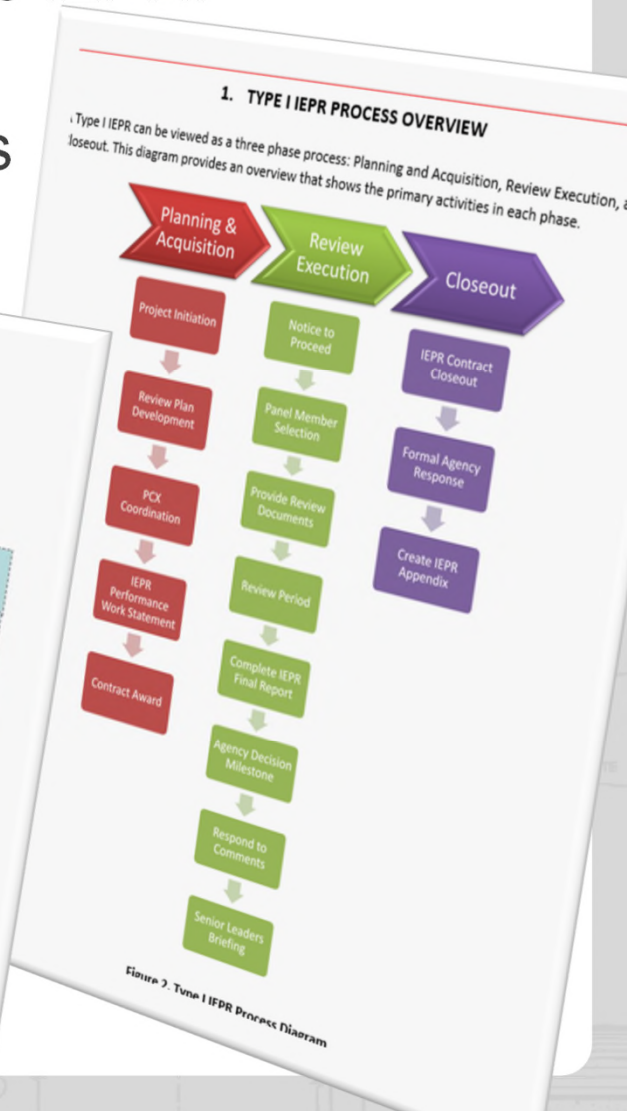 S
1. TYPE I IEPR PROCESS OVERVIEW
Type I IEPR can be viewed as a three phase process: Planning and Acquisition, Review Execution,
loseout. This diagram provides an overview that shows the primary activities in each phase.
Planning &
Acquisition
Project Initiation
Review Plan
Development
PCX
Coordination
IEPR
Performance
Work Statement
Contract Award
Review
Execution
Notice to
Proceed
Panel Member
Selection
Provide Review
Documents
Review Period
Complete IEPR
Final Report
Agency Decision
Milestone
Respond to
Comments
Senior Leaders
Briefing
Closeout
IEPR Contract
Closeout
Formal Agency
Response
Create IEPR
Appendix
Figure 2. Type I IEPR Process Diagram